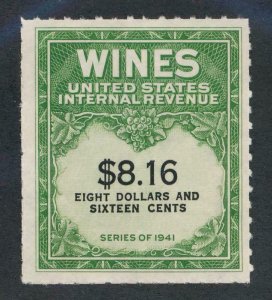 WINES
UNITED STATES
INTERNAL REVENUE
$8.16
EIGHT DOLLARS AND
SIXTEEN CENTS
SERIES OF 1941